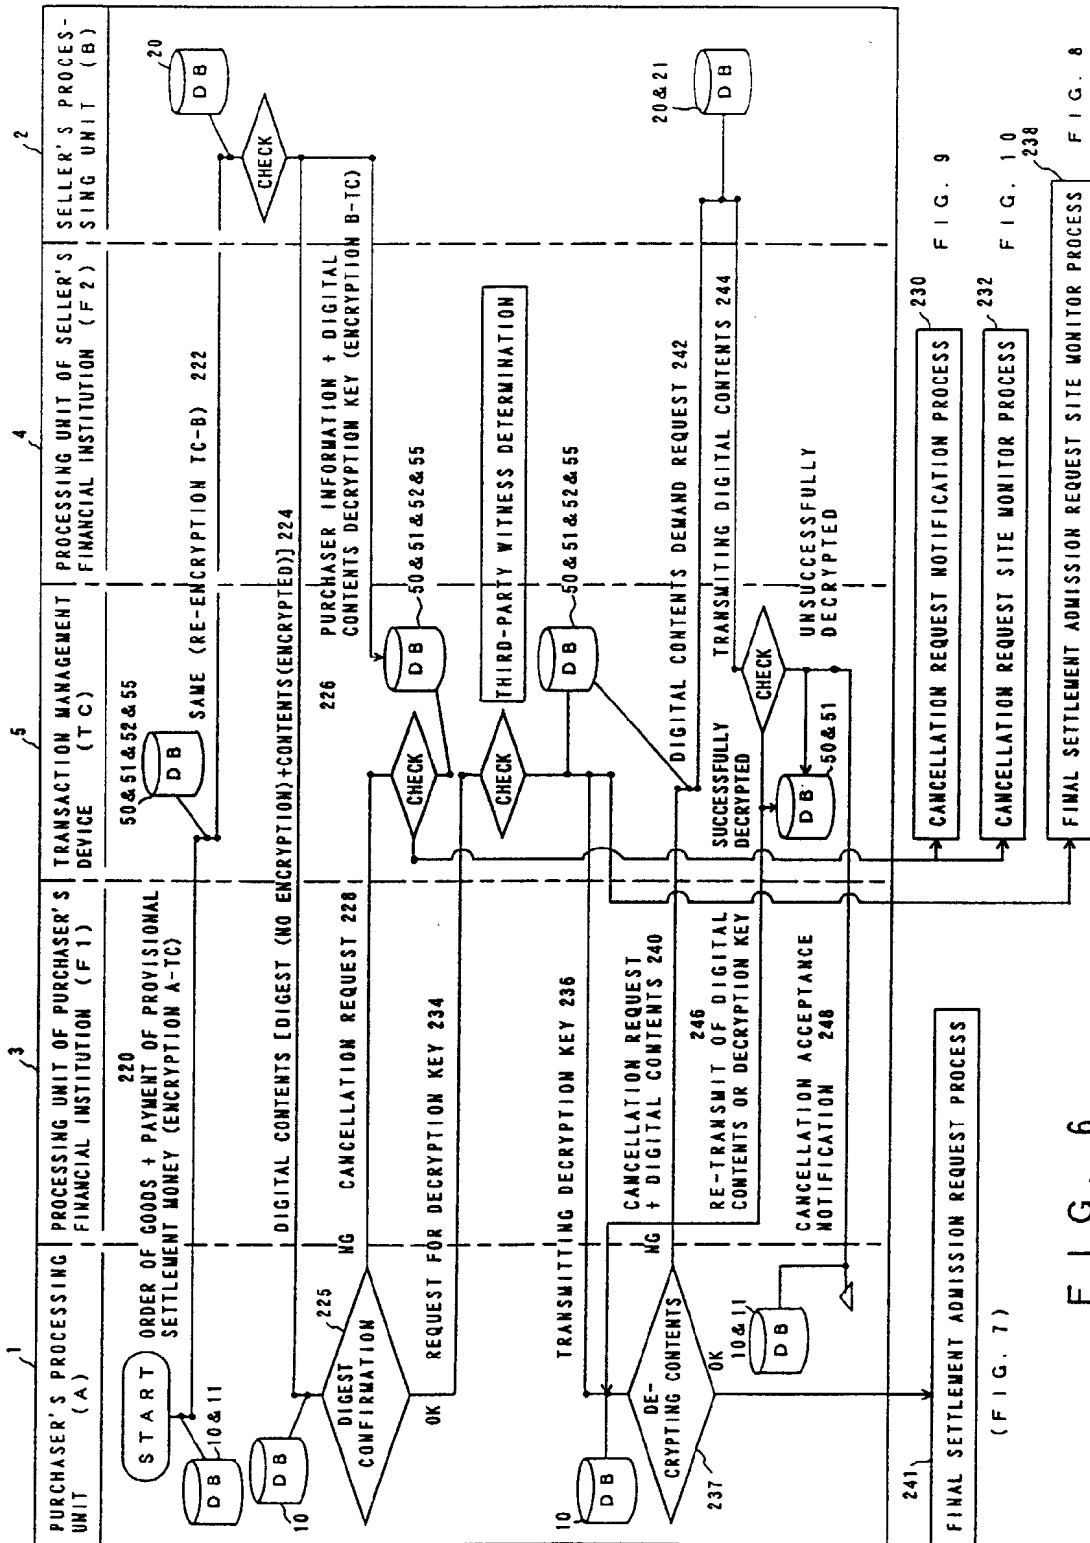 1
PURCHASER'S PROCESSING
UNIT (A)
3
PROCESSING UNIT OF PURCHASER'S
FINANCIAL INSTITUTION (F1)
5
TRANSACTION MANAGEMENT
DEVICE (TC)
4
PROCESSING UNIT OF SELLER'S
FINANCIAL INSTITUTION (F2)
2
SELLER'S PROCES-
SING UNIT (B)
START
220
ORDER OF GOODS + PAYMENT OF PROVISIONAL
SETTLEMENT MONEY (ENCRYPTION A-TC)
DB
10&11
50&51&52&55
DB
SAME (RE-ENCRYPTION TC-B) 222
DB
20
CHECK
DIGITAL CONTENTS [DIGEST (NO ENCRYPTION)+CONTENTS(ENCRYPTED)] 224
DB
10
225
DIGEST
CONFIRMATION
226
PURCHASER INFORMATION + DIGITAL
CONTENTS DECRYPTION KEY (ENCRYPTION B-TC)
NG
CANCELLATION REQUEST 228
CHECK
DB
50&51&52&55
OK
REQUEST FOR DECRYPTION KEY 234
CHECK
THIRD-PARTY WITNESS DETERMINATION
DB
50&51&52&55
TRANSMITTING DECRYPTION KEY 236
DB
10
DE-
CRYPTING CONTENTS
237
NG
CANCELLATION REQUEST
+ DIGITAL CONTENTS 240
DIGITAL CONTENTS DEMAND REQUEST 242
20&21
DB
TRANSMITTING DIGITAL CONTENTS 244
OK
246
RE-TRANSMIT OF DIGITAL
CONTENTS OR DECRYPTION KEY
SUCCESSFULLY
DECRYPTED
CHECK
UNSUCCESSFULLY
DECRYPTED
10&11
DB
DB
50&51
CANCELLATION ACCEPTANCE
NOTIFICATION 248
241
FINAL SETTLEMENT ADMISSION REQUEST PROCESS
(FIG. 7)
230
CANCELLATION REQUEST NOTIFICATION PROCESS
FIG. 9
232
CANCELLATION REQUEST SITE MONITOR PROCESS
FIG. 10
238
FINAL SETTLEMENT ADMISSION REQUEST SITE MONITOR PROCESS
FIG. 8
FIG. 6